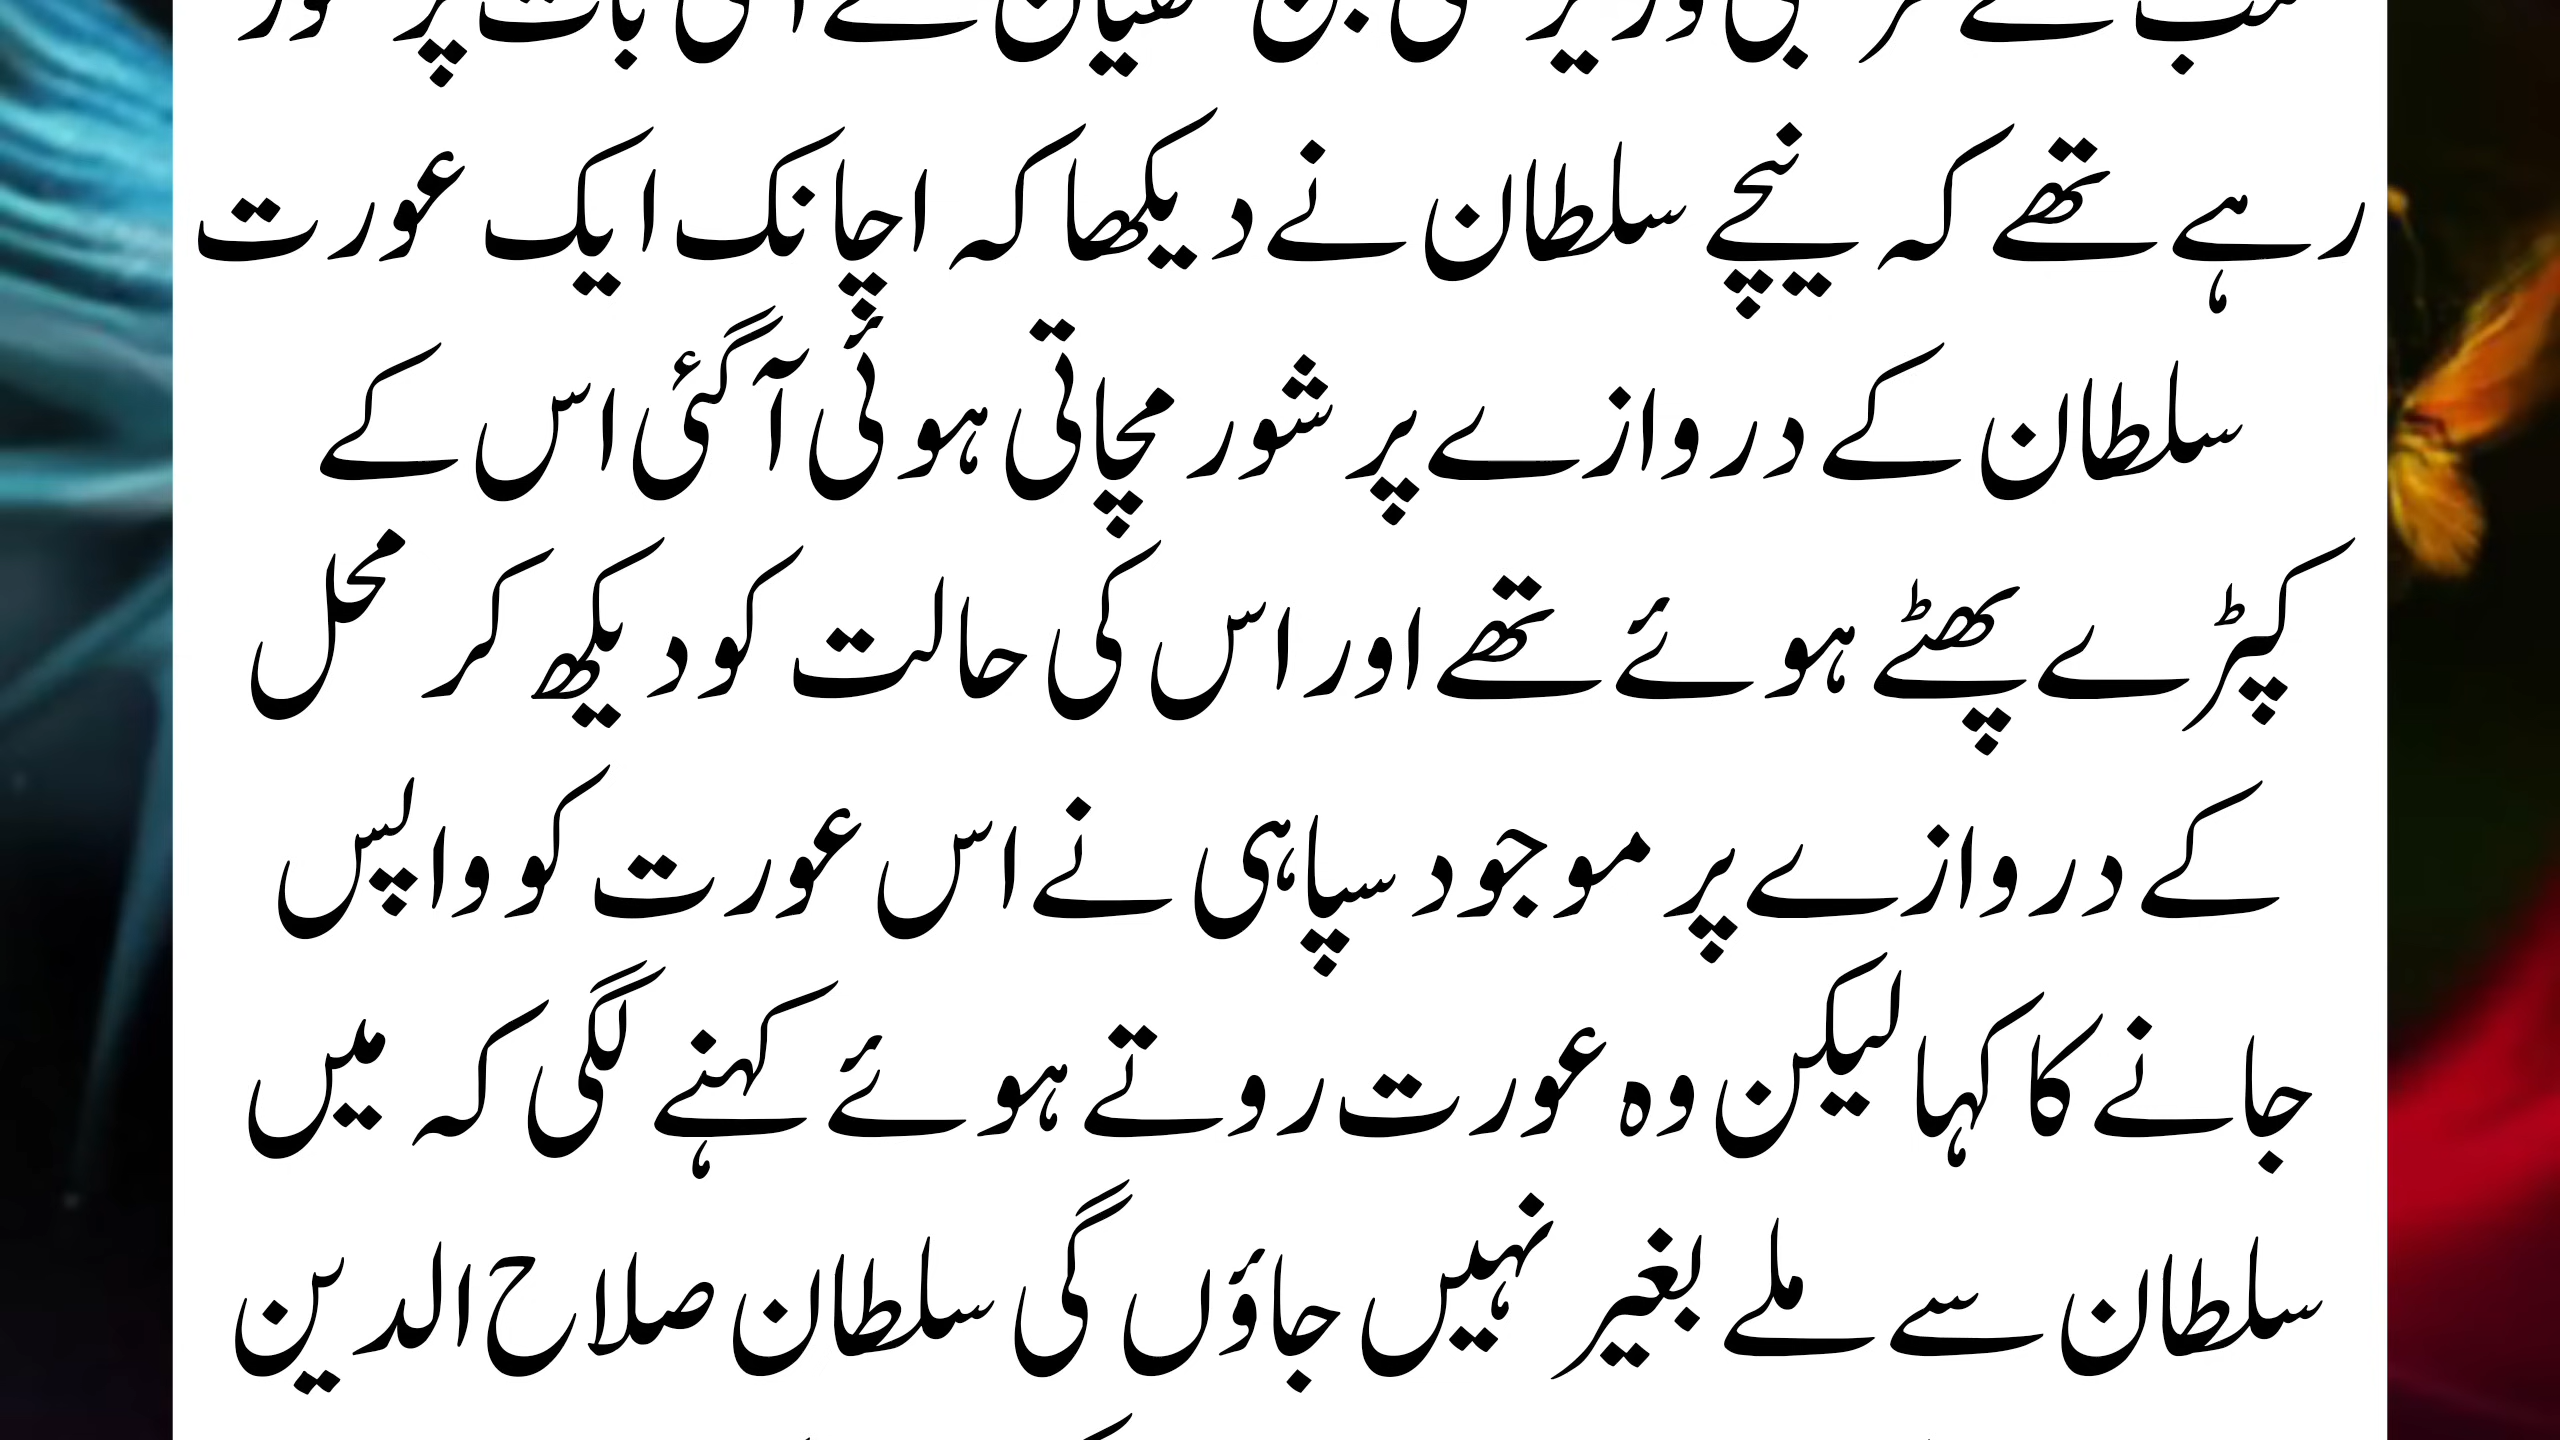 بات پر
رہے تھے کہ نیچے سلطان نے دیکھا کہ اچانک ایک عورت
سلطان کے دروازے پر شور مچاتی ہوئی آ گئی اس کے
کپڑے پھٹے ہوئے تھے اور اس کی حالت کو دیکھ کر محل
کے دروازے پر موجود سپاہی نے اس عورت کو واپس
جانے کا کہا لیکن وہ عورت روتے ہوئے کہنے لگی کہ میں
سلطان سے ملے بغیر نہیں جاؤں گی سلطان صلاح الدین